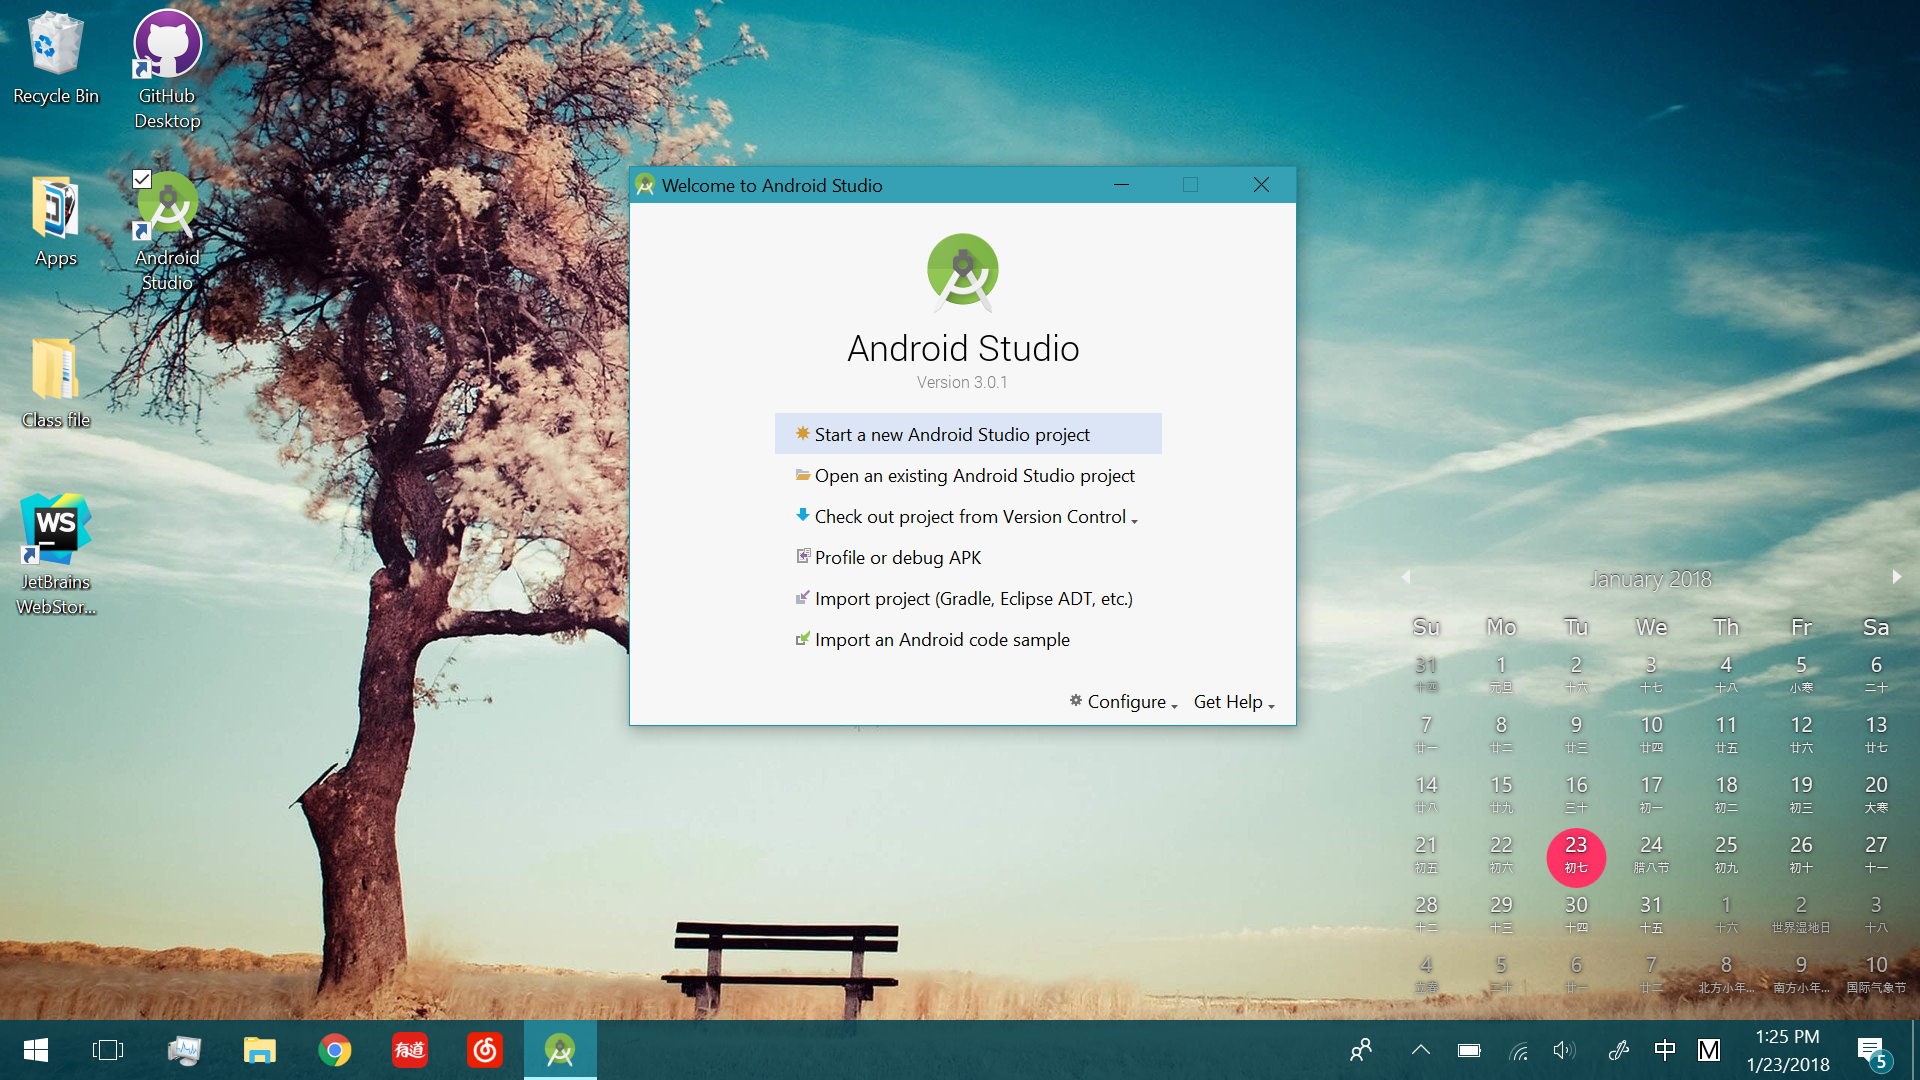 Recycle Bin
GitHub
Desktop
Apps
Android
Studio
Class file
WS
JetBrains
WebStor...
Welcome to Android Studio
Android Studio
Version 3.0.1
Start a new Android Studio project
Open an existing Android Studio project
Check out project from Version Control
Profile or debug APK
Import project (Gradle, Eclipse ADT, etc.)
Import an Android code sample
Configure Get Help
January 2018
Su Mo Tu We Th Fr Sa
31 1 2 3 4 5 6
十四 元旦 十六 十七 十八 小寒 二十
7 8 9 10 11 12 13
廿一 廿二 廿三 廿四 廿五 廿六 廿七
14 15 16 17 18 19 20
廿八 廿九 三十 初一 初二 初三 大寒
21 22 23 24 25 26 27
初五 初六 初七 腊八节 初九 初十 十一
28 29 30 31 1 2 3
十二 十三 十四 十五 十六 世界湿地日 十八
4 5 6 7 8 9 10
立春 二十 廿一 廿二 北方小年... 南方小年... 国际气象节
有道
中
M
1:25 PM
1/23/2018
5